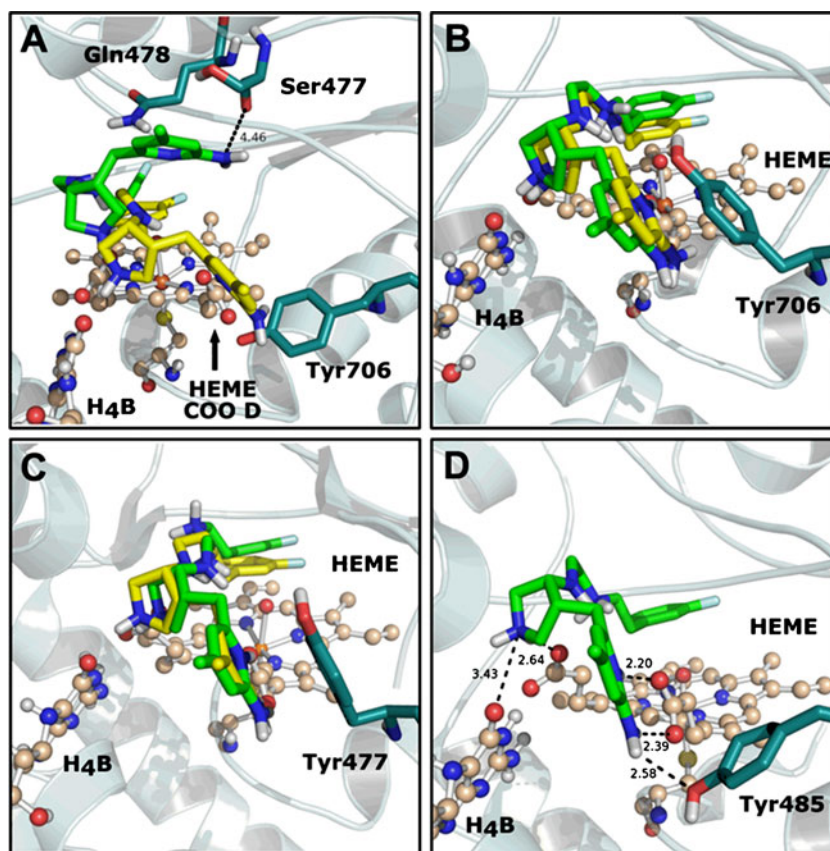 A
Gln478
Ser477
4.46
H4B
HEME
COO D
Tyr706
B
HEME
H4B
Tyr706
C
HEME
H4B
Tyr477
D
HEME
3.43
2.64
2.20
2.39
2.58
H4B
Tyr485